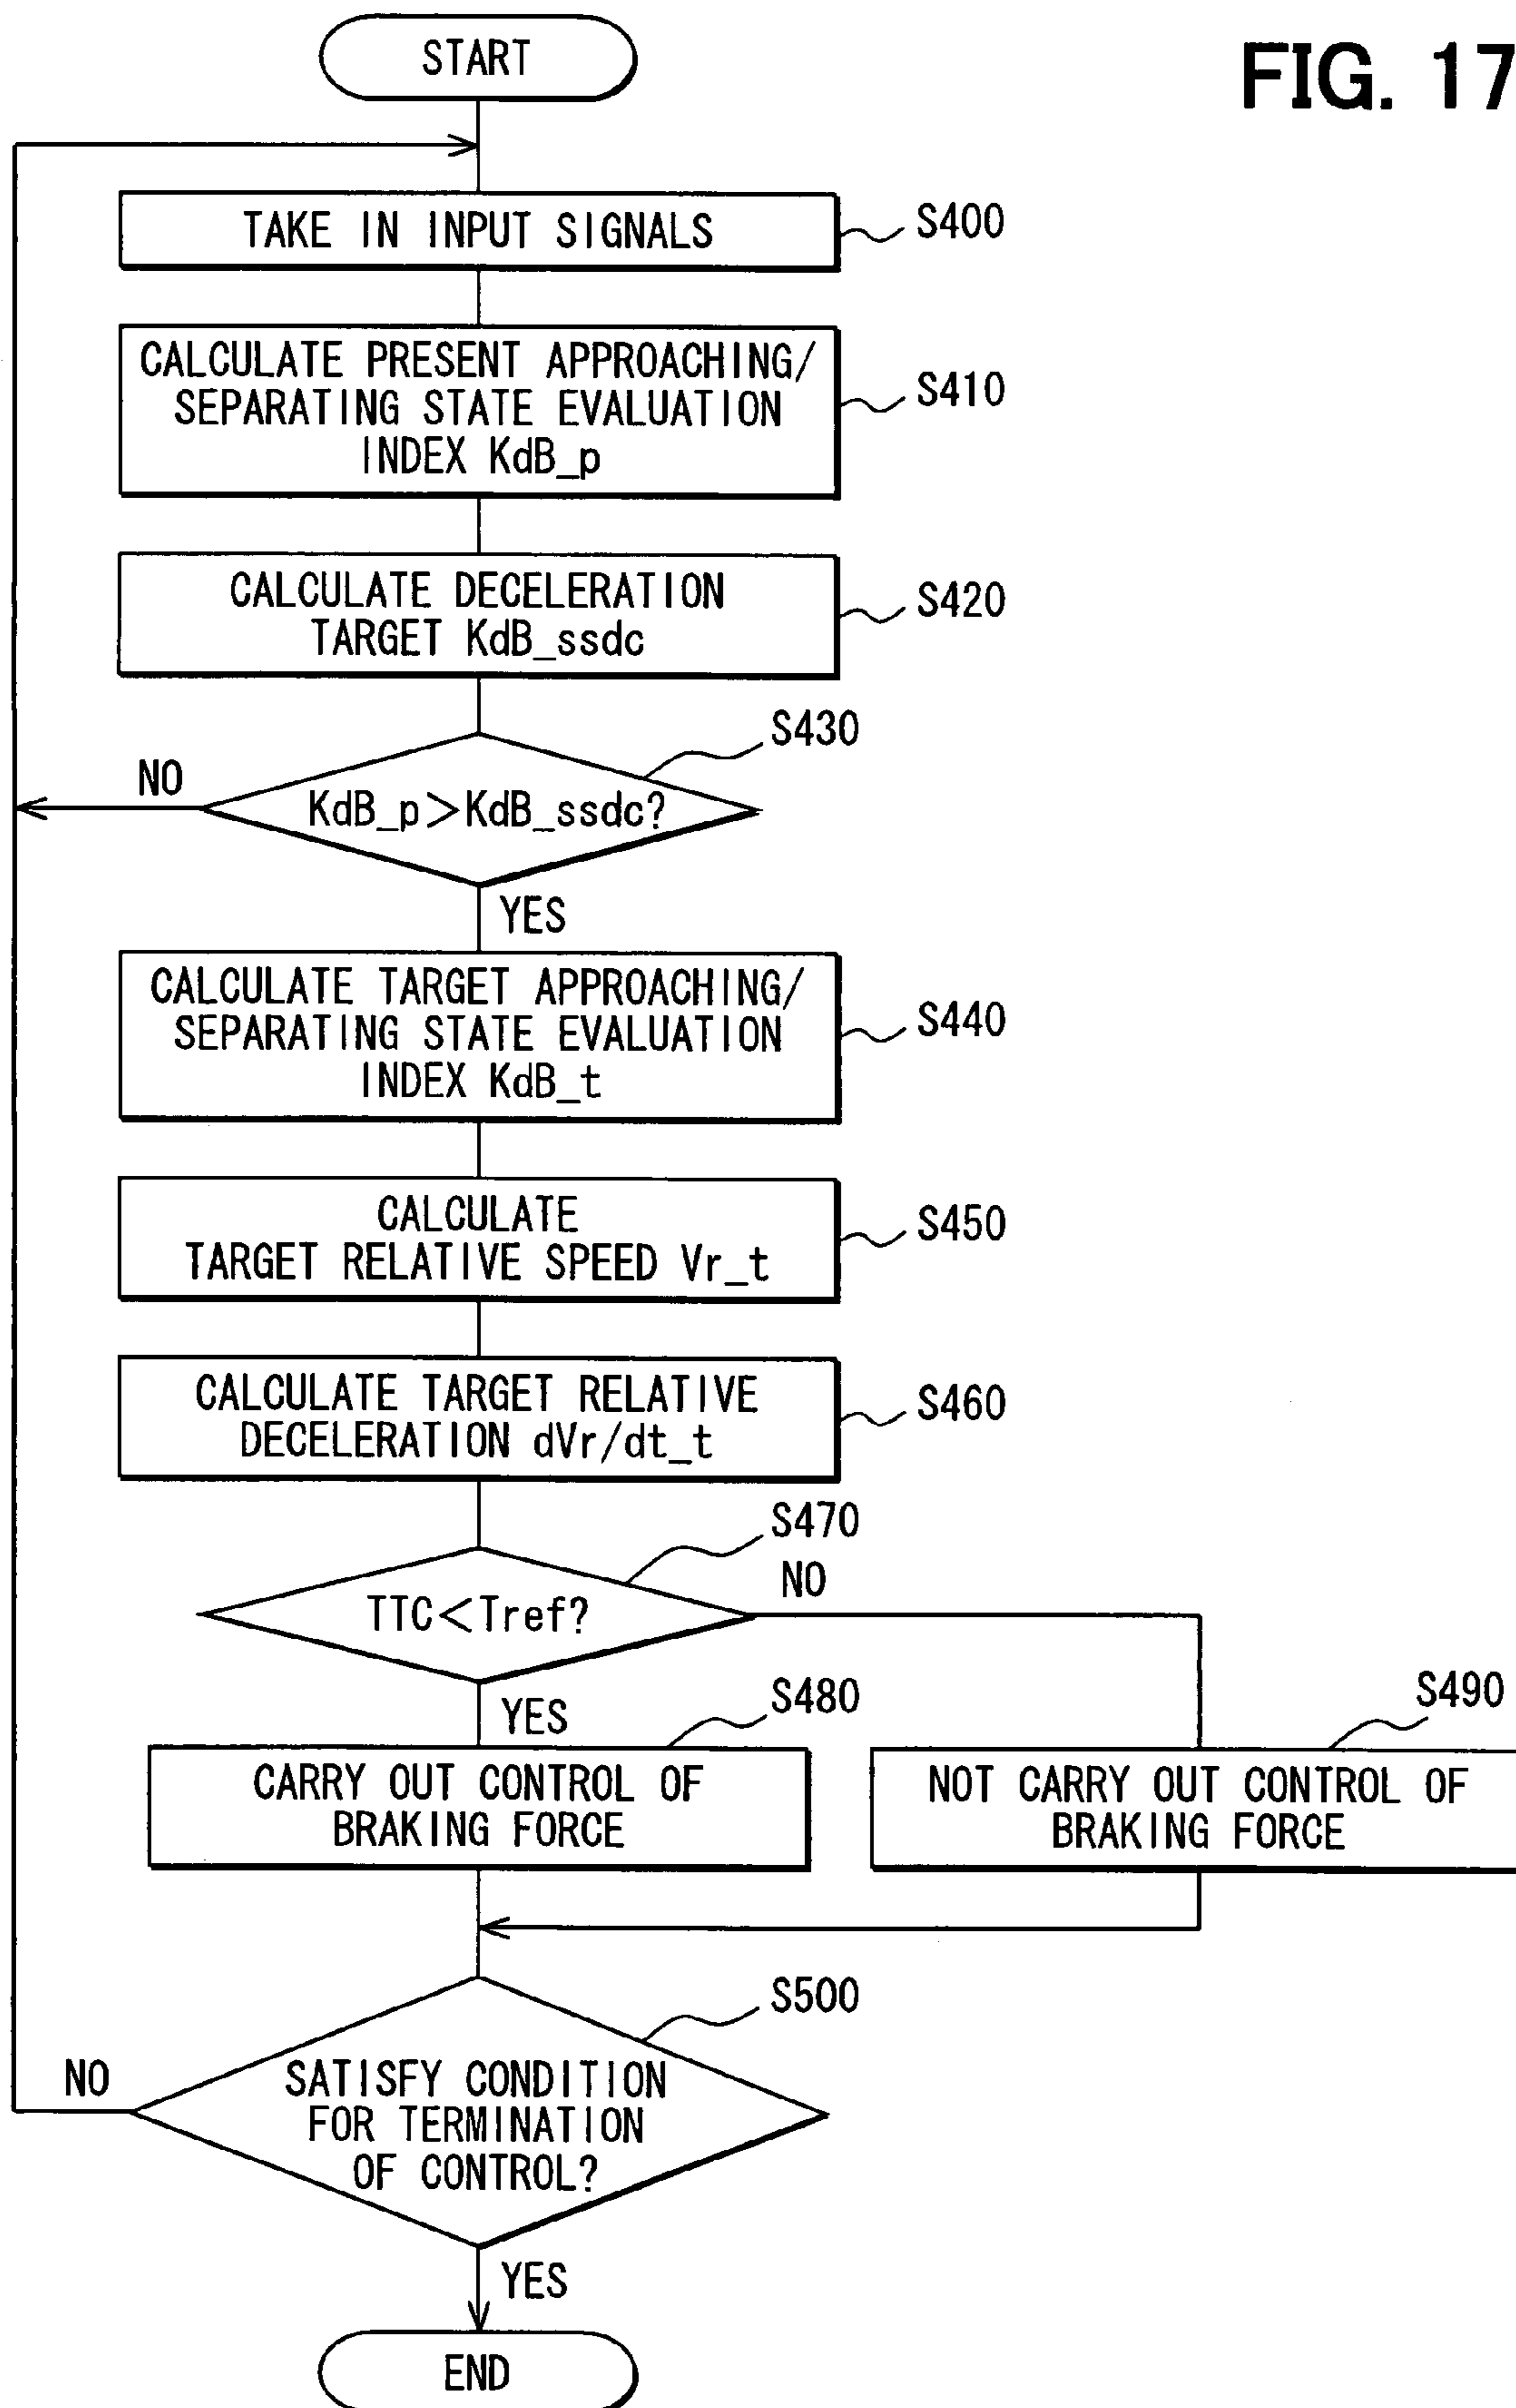 FIG. 17
START
TAKE IN INPUT SIGNALS
S400
CALCULATE PRESENT APPROACHING/
SEPARATING STATE EVALUATION
INDEX KdB_p
S410
CALCULATE DECELERATION
TARGET KdB_ssdc
S420
S430
NO
KdB_p>KdB_ssdc?
YES
CALCULATE TARGET APPROACHING/
SEPARATING STATE EVALUATION
INDEX KdB_t
S440
CALCULATE
TARGET RELATIVE SPEED Vr_t
S450
CALCULATE TARGET RELATIVE
DECELERATION dVr/dt_t
S460
S470
NO
TTC<Tref?
YES
S480
S490
CARRY OUT CONTROL OF
BRAKING FORCE
NOT CARRY OUT CONTROL OF
BRAKING FORCE
S500
NO
SATISFY CONDITION
FOR TERMINATION
OF CONTROL?
YES
END